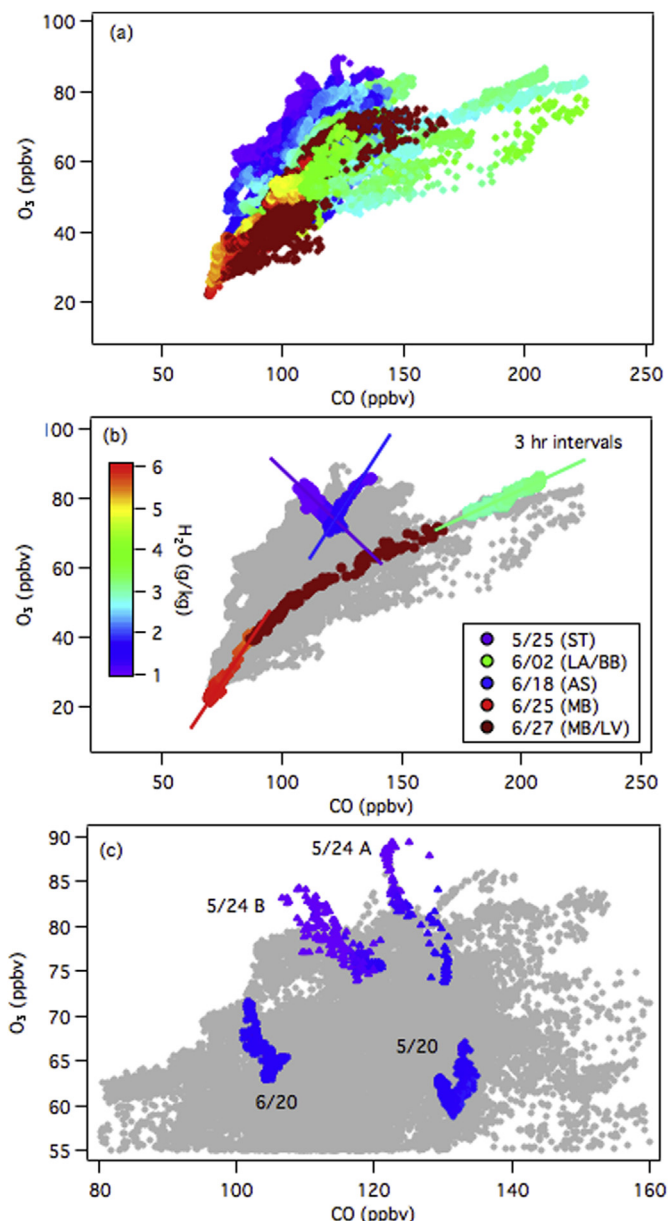 (a)
100
80
60
40
20
O₃ (ppbv)
50 100 150 200 250
CO (ppbv)
(b)
3 hr intervals
100
80
60
40
20
O₃ (ppbv)
6
5
4
3
2
1
H₂O (g/kg)
5/25 (ST)
6/02 (LA/BB)
6/18 (AS)
6/25 (MB)
6/27 (MB/LV)
50 100 150 200 250
CO (ppbv)
(c)
5/24 A
5/24 B
5/20
6/20
90
85
80
75
70
65
60
55
O₃ (ppbv)
80 100 120 140 160
CO (ppbv)